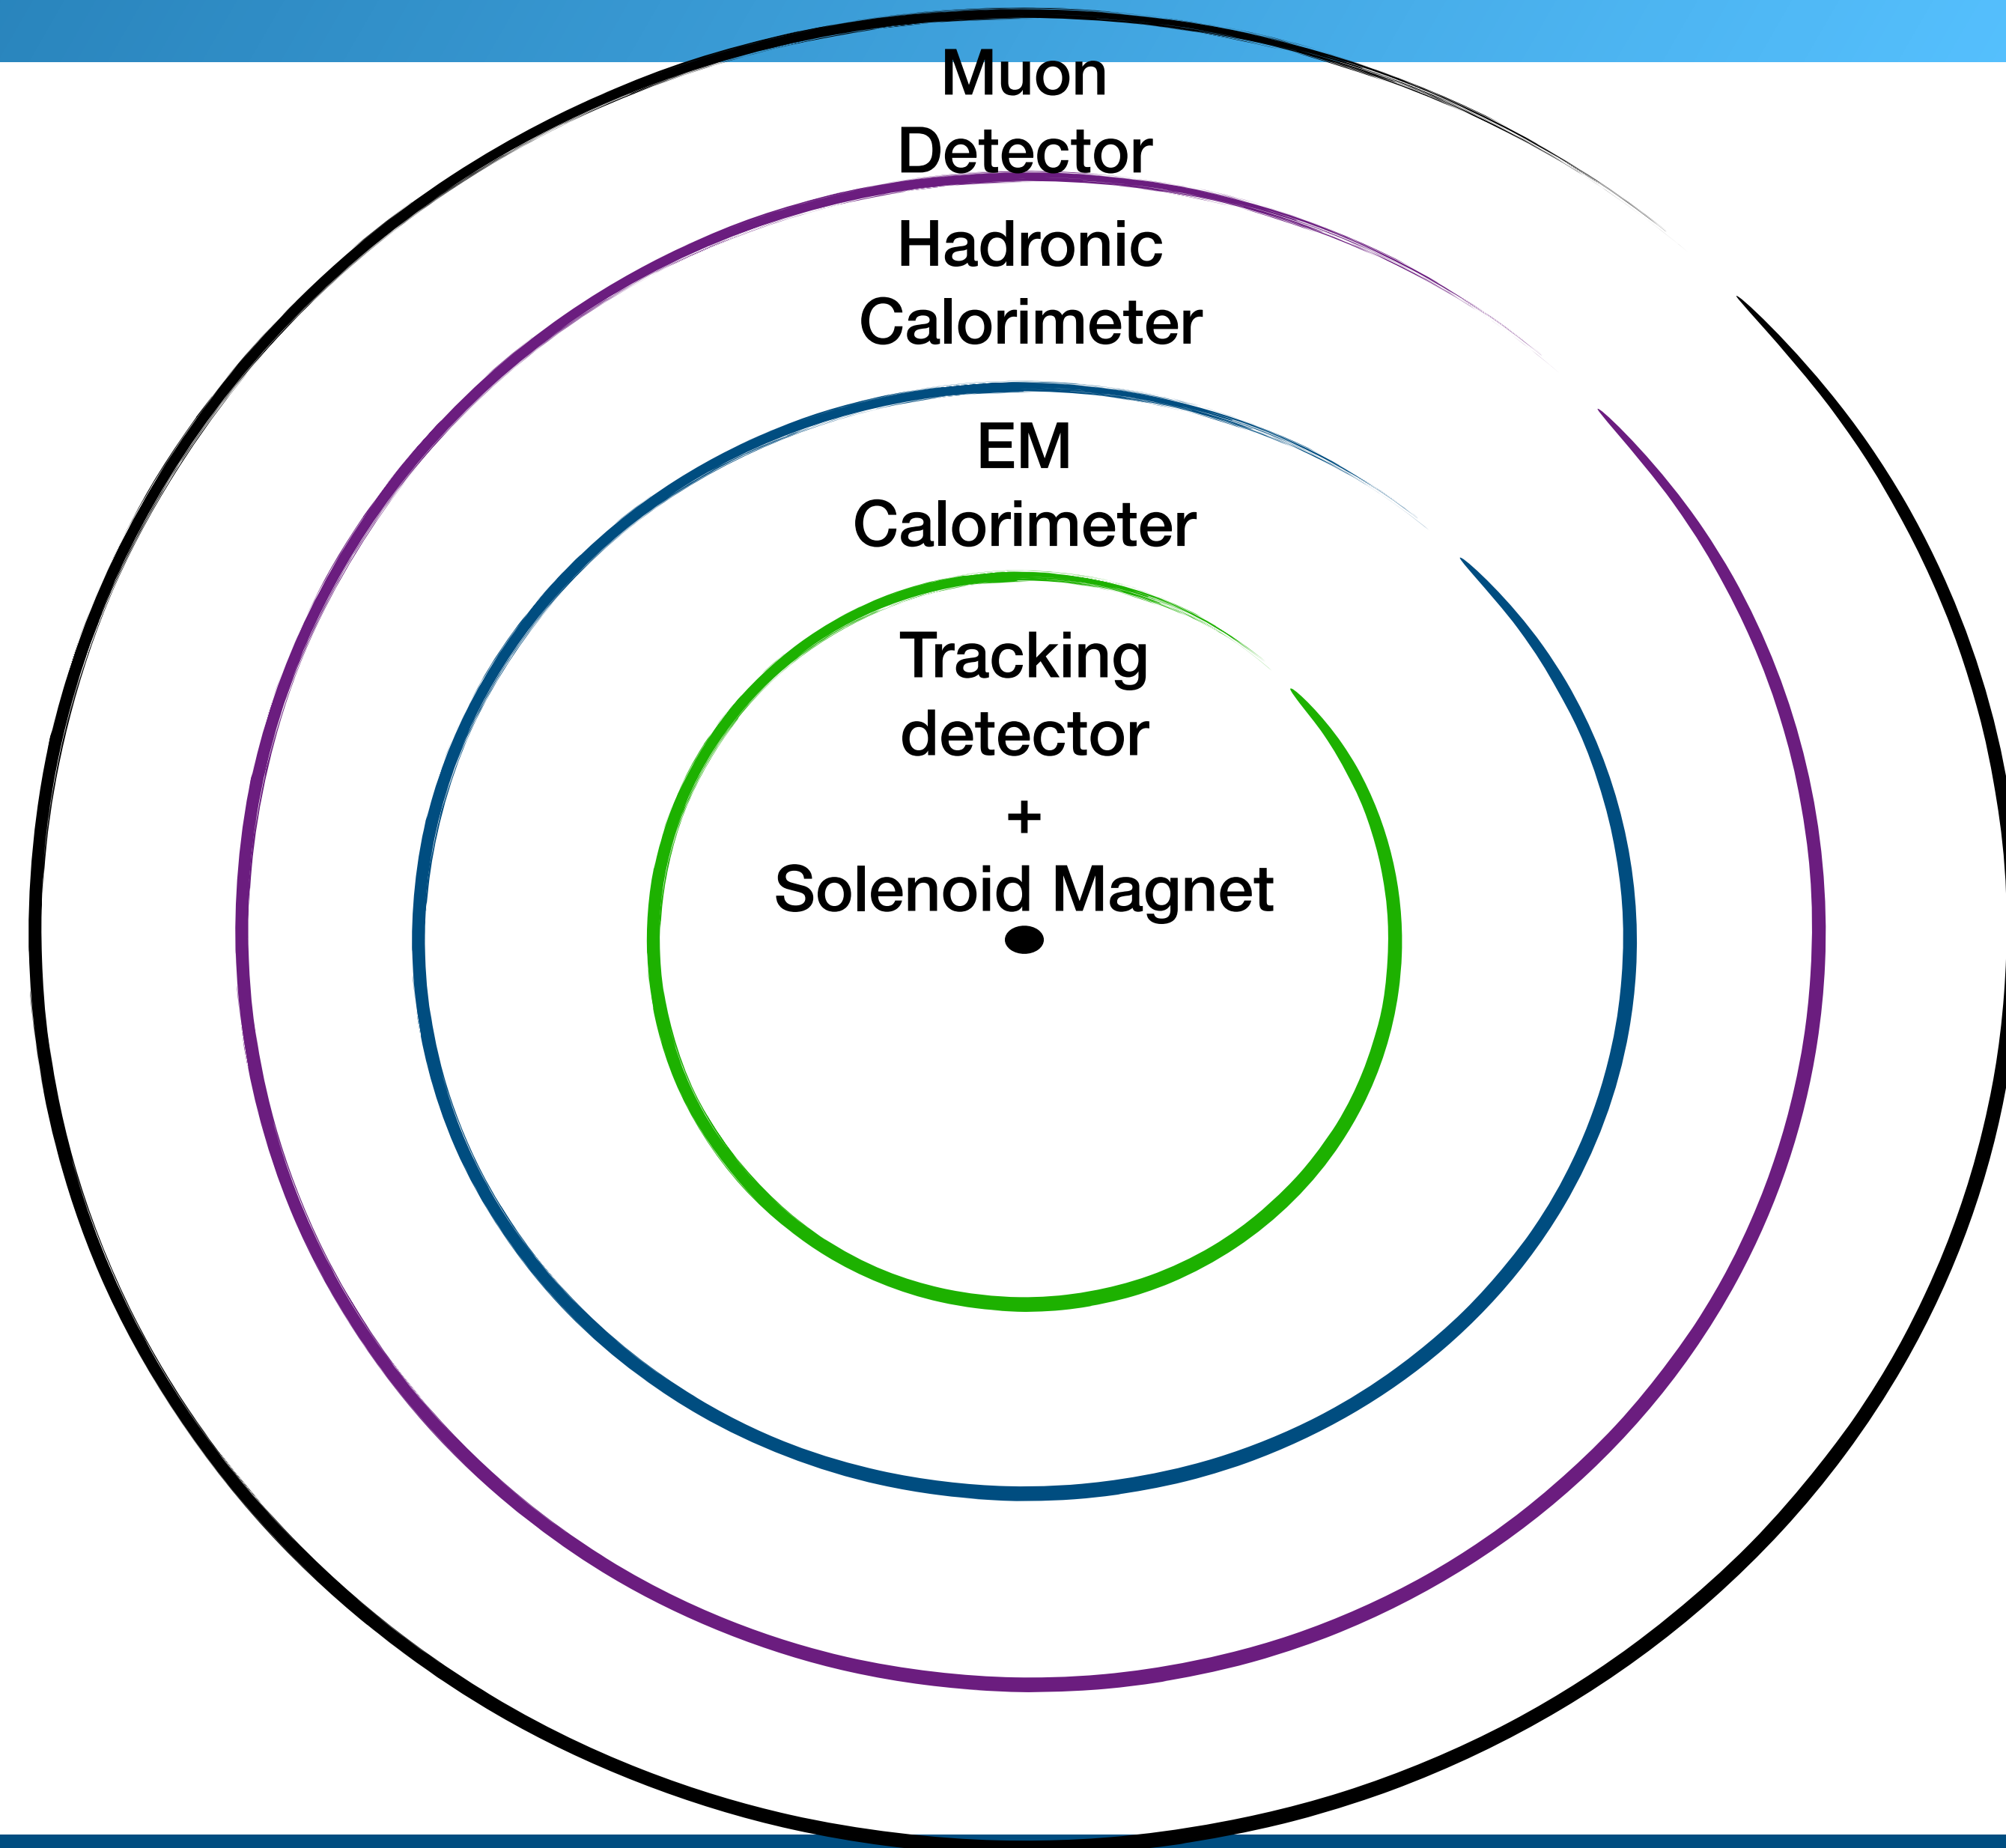 Muon
Detector
Hadronic
Calorimeter
EM
Calorimeter
Tracking
detector
+
Solenoid Magnet